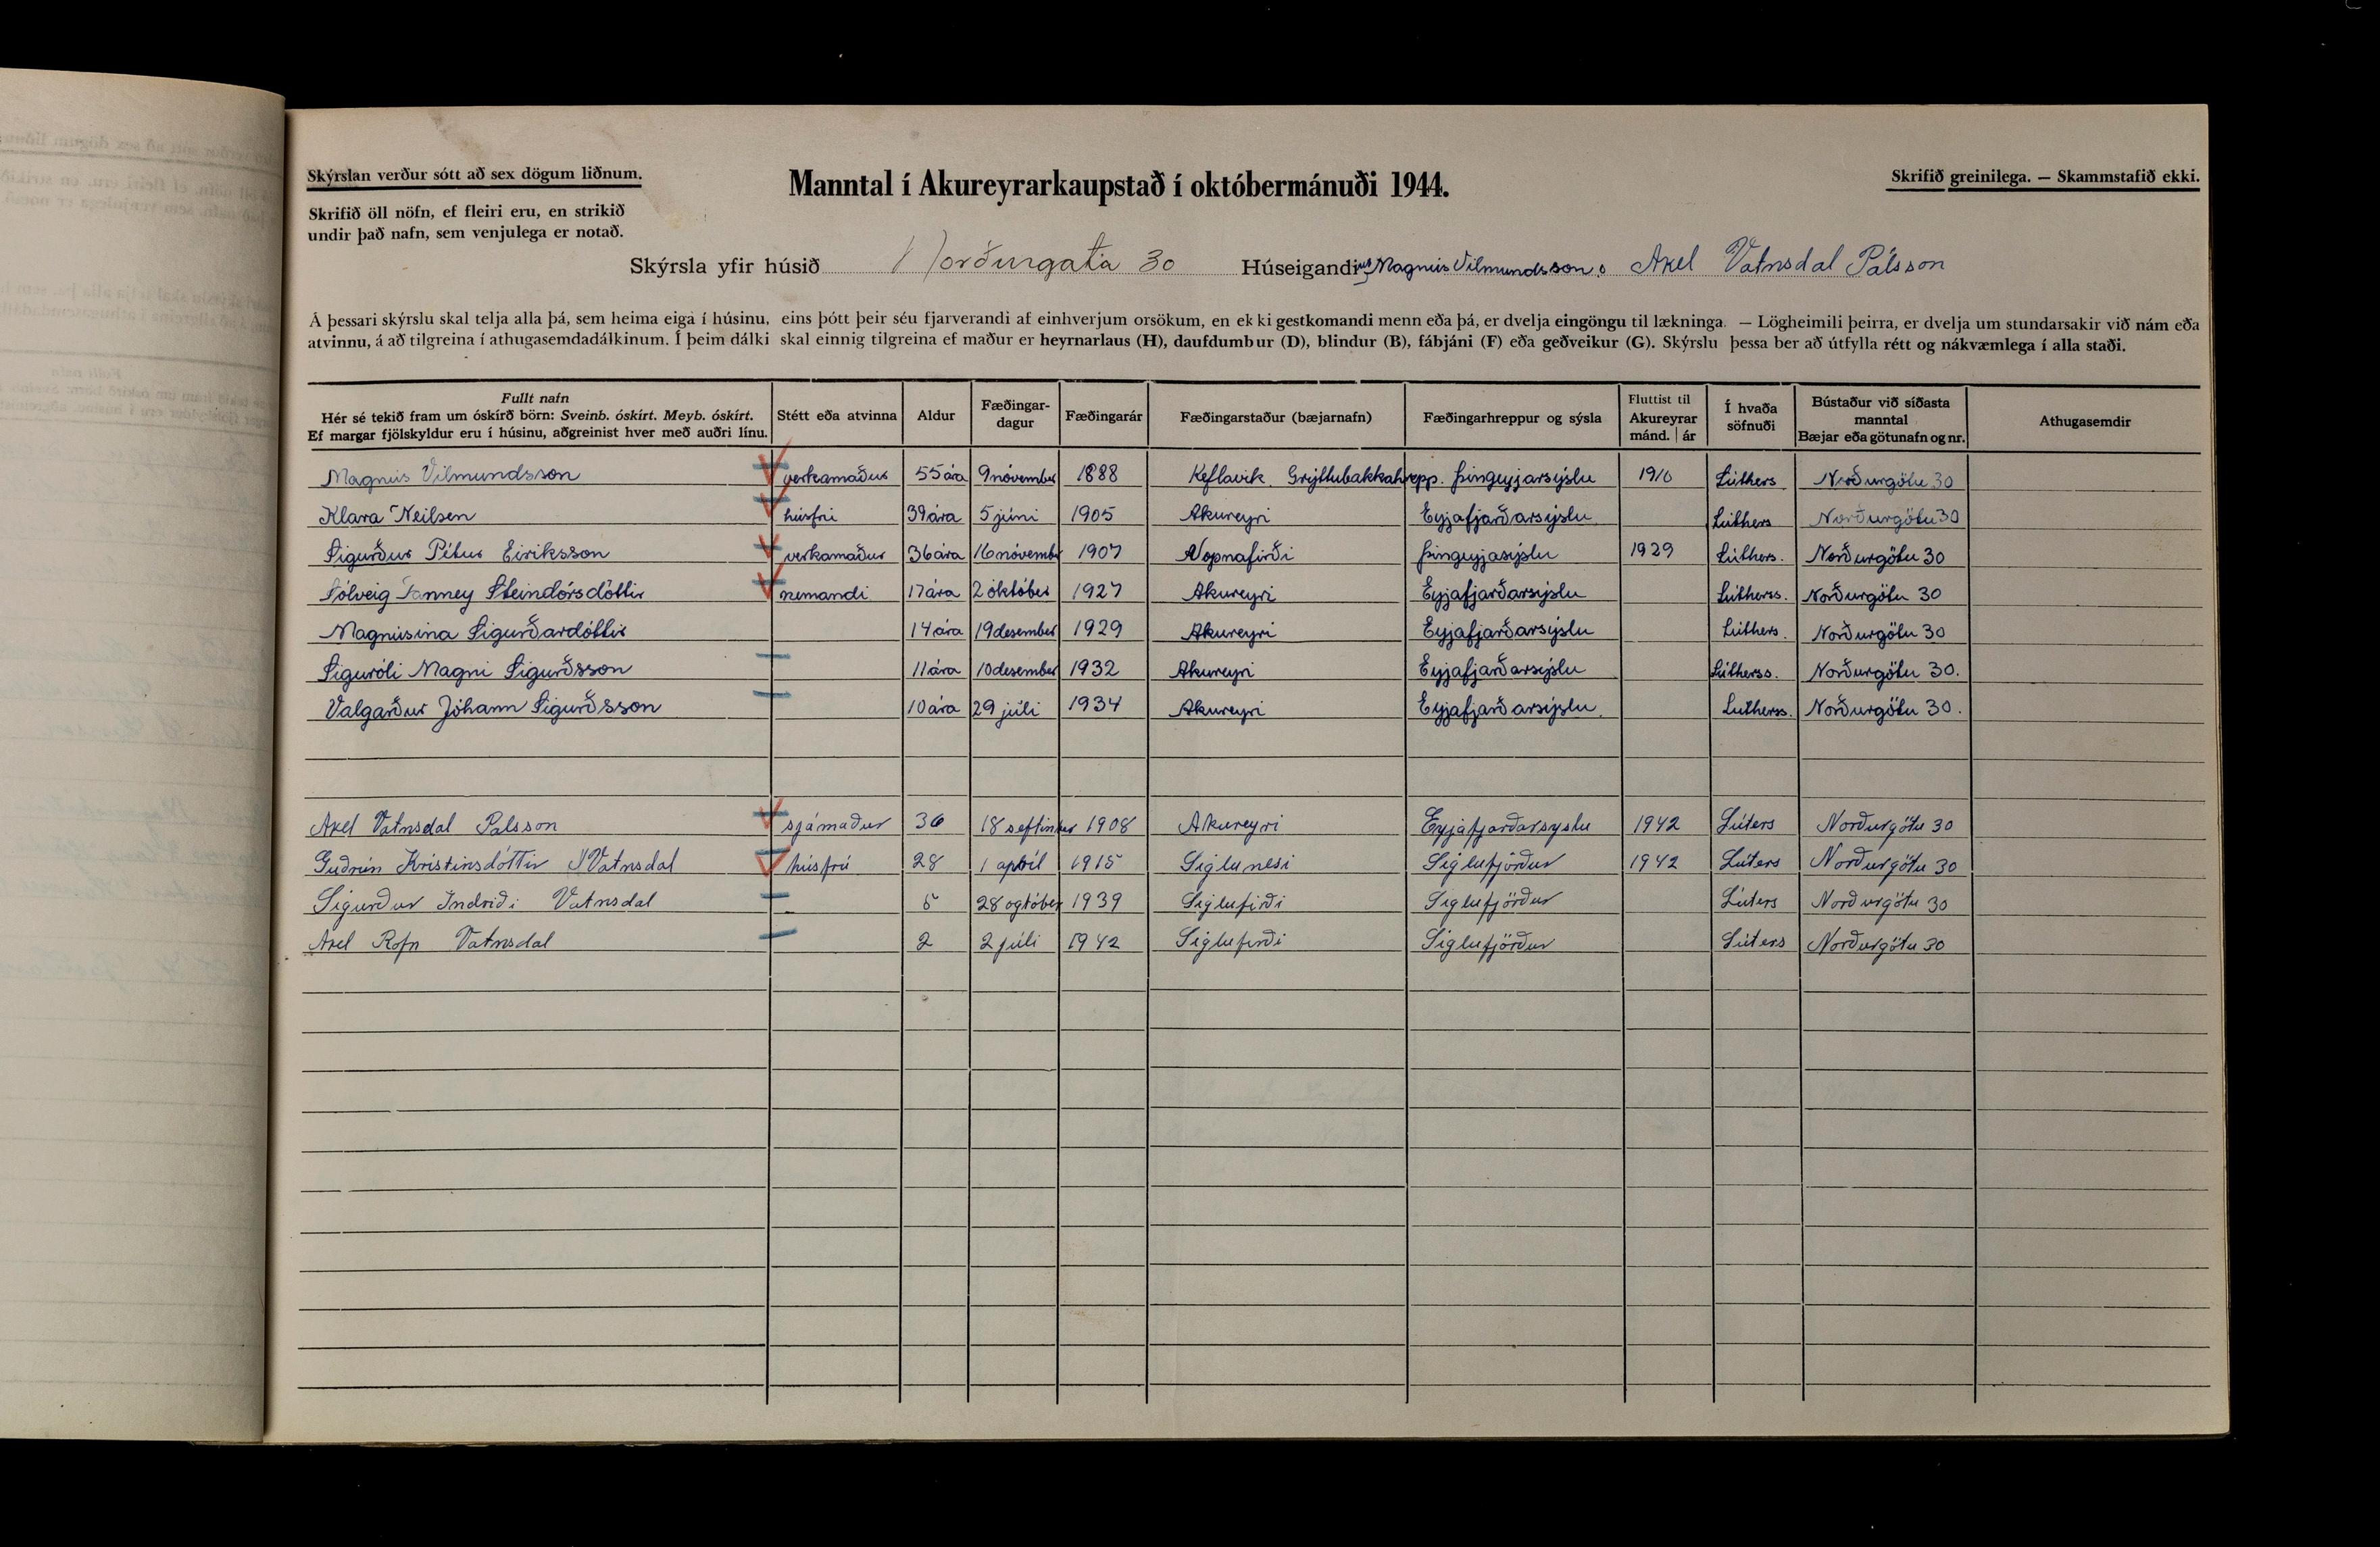 Skýrslan verður sótt að sex dögum liðnum.
Manntal í Akureyrarkaupstað í októbermánuði 1944.
Skrifið greinilega. — Skammstafið ekki.
Skrifið öll nöfn, ef fleiri eru, en strikið
undir það nafn, sem venjulega er notað.
Skýrsla yfir húsið Norðurgata 30 Húseigandi Magnús Vilmundsson. Axel Vatnsdal Pálsson
Á þessari skýrslu skal telja alla þá, sem heima eiga í húsinu, eins þótt þeir séu fjarverandi af einhverjum orsökum, en ekki gestkomandi menn eða þá, er dvelja eingöngu til lækninga. — Lögheimili þeirra, er dvelja um stundarsakir við nám eða
atvinnu, á að tilgreina í athugasemdadálkinum. Í þeim dálki skal einnig tilgreina ef maður er heyrnarlaus (H), daufdumbur (D), blindur (B), fábjáni (F) eða geðveikur (G). Skýrslu þessa ber að útfylla rétt og nákvæmlega í alla staði.
Fullt nafn
Hér sé tekið fram um óskírð börn: Sveinb. óskírt. Meyb. óskírt.
Ef margar fjölskyldur eru í húsinu, aðgreinist hver með auðri línu.
Stétt eða atvinna
Aldur
Fæðingar-
dagur
Fæðingarár
Fæðingarstaður (bæjarnafn)
Fæðingarhreppur og sýsla
Fluttist til
Akureyrar
mánd. | ár
Í hvaða
söfnuði
Bústaður við síðasta
manntal
Bæjar eða götunafn og nr.
Athugasemdir
Magnús Vilmundsson verkamaður 55 ára 9 nóvember 1888 Keflavík. Grýttubakkahrepp. Þingeyjarsýslu 1910 Lúthers Norðurgötu 30
Klara Neilsen húsfrú 39 ára 5 júni 1905 Akureyri Eyjafjarðarsýslu Lúthers Norðurgötu 30
Sigurður Pétur Eiríksson verkamaður 36 ára 16 nóvemb 1907 Vopnafirði Þingeyjasýslu 1929 Lúthers. Norðurgötu 30
Sólveig Fanney Steindórsdóttir nemandi 17 ára 2 október 1927 Akureyri Eyjafjarðarsýslu Lútherss. Norðurgötu 30
Magnúsína Sigurðardóttir 14 ára 19 desember 1929 Akureyri Eyjafjarðarsýslu Lúthers. Norðurgötu 30
Siguróli Magni Sigurðsson 11 ára 10 desember 1932 Akureyri Eyjafjarðarsýslu Lútherss. Norðurgötu 30.
Valgarður Jóhann Sigurðsson 10 ára 29 júlí 1934 Akureyri Eyjafjarðarsýslu. Lutherss. Norðurgötu 30.
Axel Vatnsdal Palsson sjámaður 36 18 septimber 1908 Akureyri Eyjafjarðarsyslu 1942 Lúters Norðurgötu 30
Guðrún Kristinsdóttir Vatnsdal húsfrú 28 1 apríl 1915 Siglunesi Siglufjörður 1942 Lúters Norðurgötu 30
Sigurður Indriði Vatnsdal 5 28 ogtóber 1939 Siglufirði Siglufjörður Lúters Norðurgötu 30
Axel Rafn Vatnsdal 2 2 júlí 1942 Siglufirði Siglufjörður Lúters Norðurgötu 30